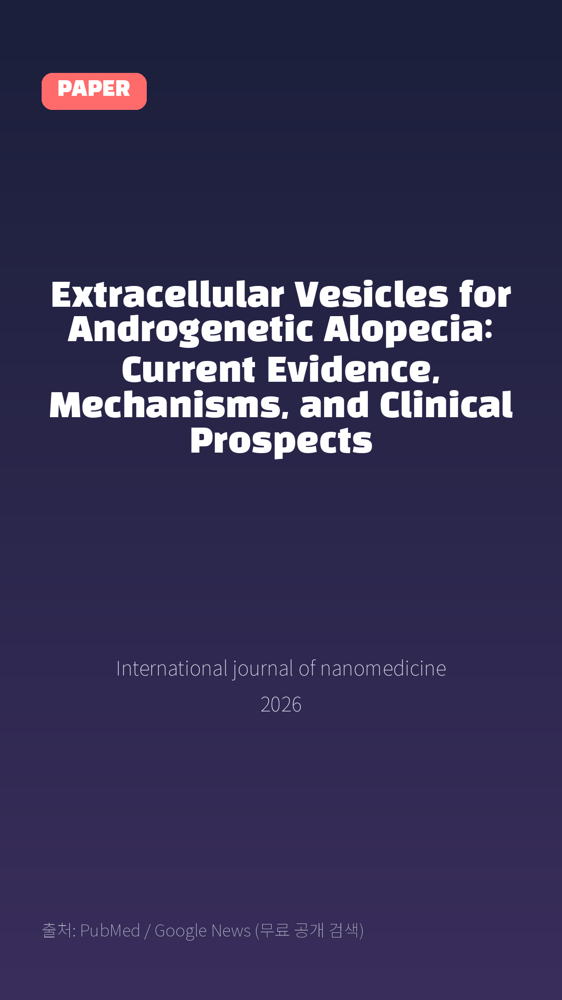 PAPER
Extracellular Vesicles for
Androgenetic Alopecia:
Current Evidence,
Mechanisms, and Clinical
Prospects
International journal of nanomedicine
2026
출처: PubMed / Google News (무료 공개 검색)